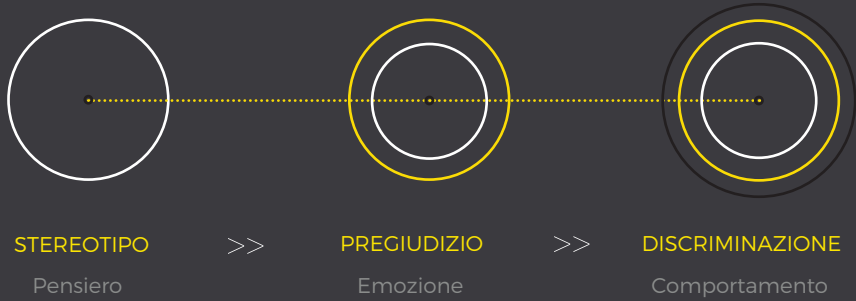 STEREOTIPO >> PREGIUDIZIO >> DISCRIMINAZIONE
Pensiero Emozione Comportamento